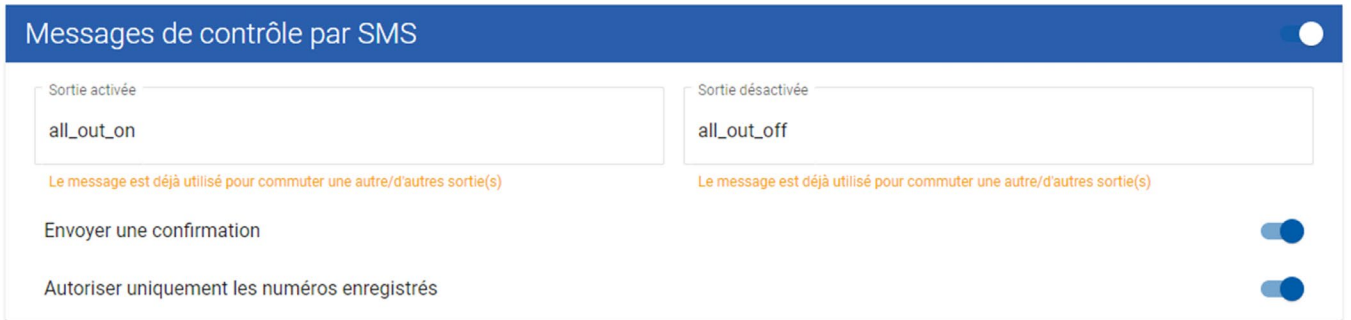 Messages de contrôle par SMS
Sortie activée
Sortie désactivée
all_out_on
all_out_off
Le message est déjà utilisé pour commuter une autre/d'autres sortie(s)
Le message est déjà utilisé pour commuter une autre/d'autres sortie(s)
Envoyer une confirmation
Autoriser uniquement les numéros enregistrés